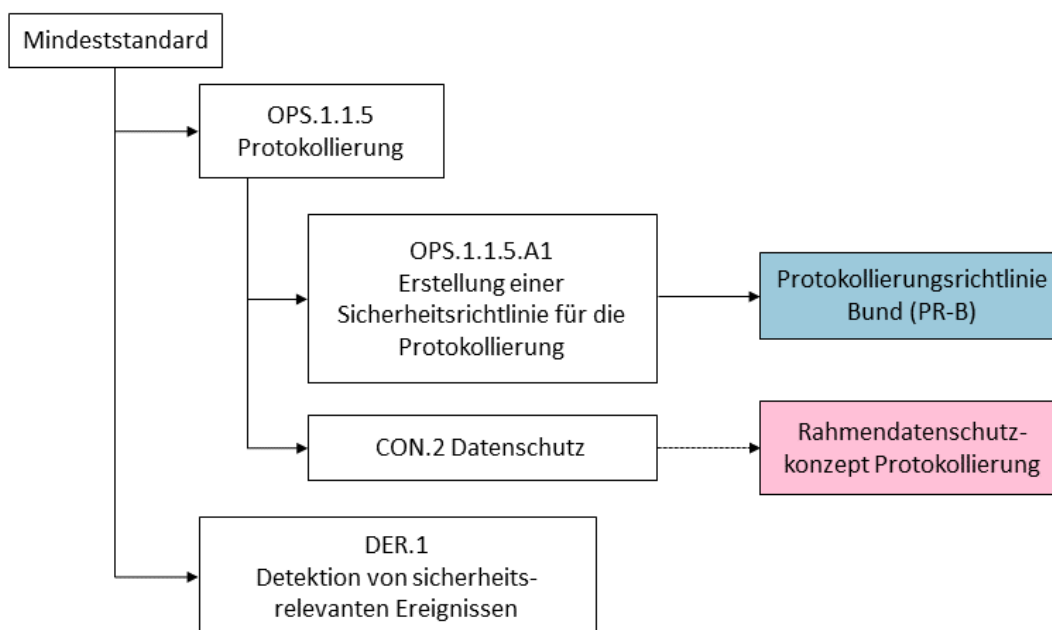 Mindeststandard
OPS.1.1.5
Protokollierung
OPS.1.1.5.A1
Erstellung einer
Sicherheitsrichtlinie für die
Protokollierung
Protokollierungsrichtlinie
Bund (PR-B)
CON.2 Datenschutz
Rahmendatenschutz-
konzept Protokollierung
DER.1
Detektion von sicherheits-
relevanten Ereignissen